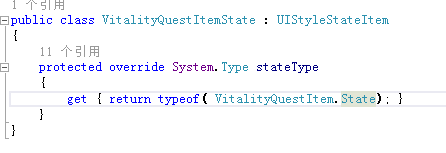 1 个引用
public class VitalityQuestItemState : UIStyleStateItem
{
11 个引用
protected override System.Type stateType
{
get { return typeof( VitalityQuestItem.State); }
}
}